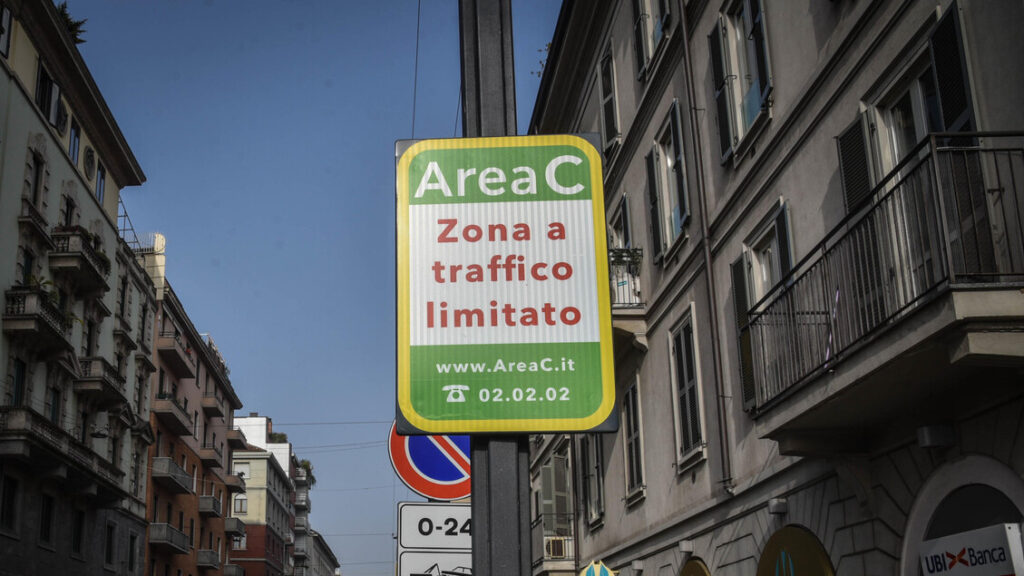 AreaC
Zona a
traffico
limitato
www.AreaC.it
☎ 02.02.02
0-24
UBI Banca